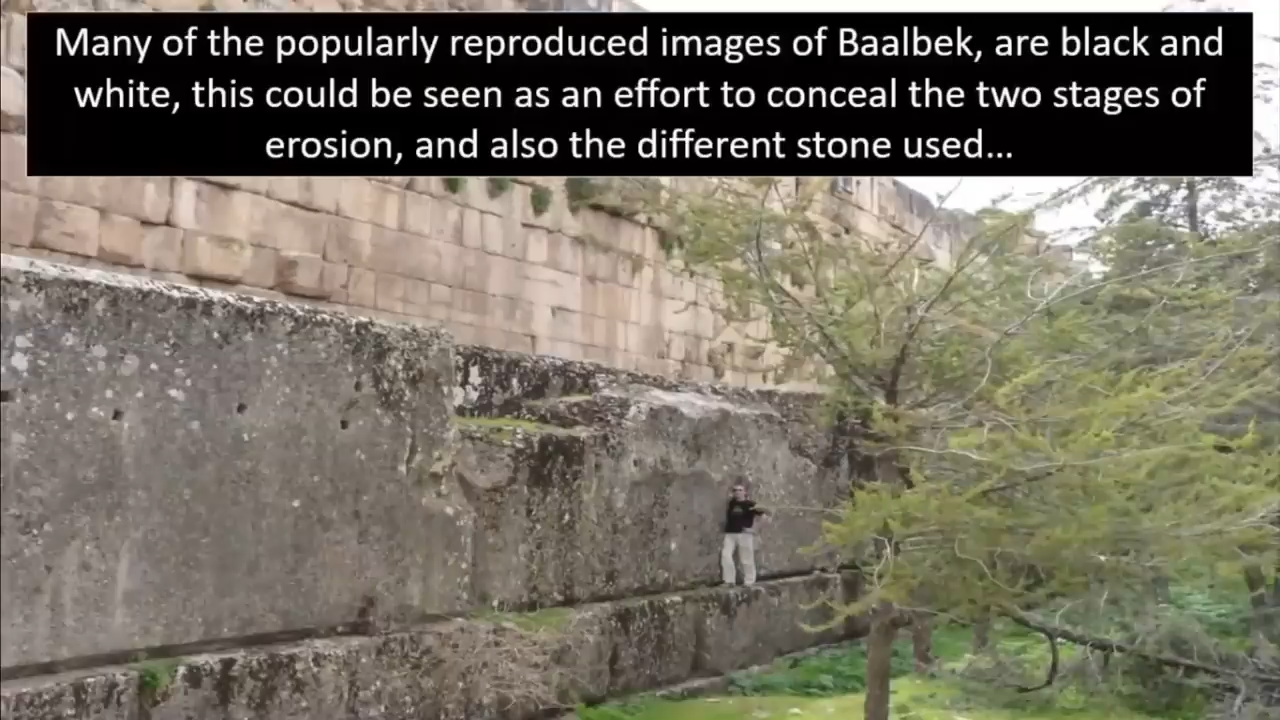 Many of the popularly reproduced images of Baalbek, are black and
white, this could be seen as an effort to conceal the two stages of
erosion, and also the different stone used...